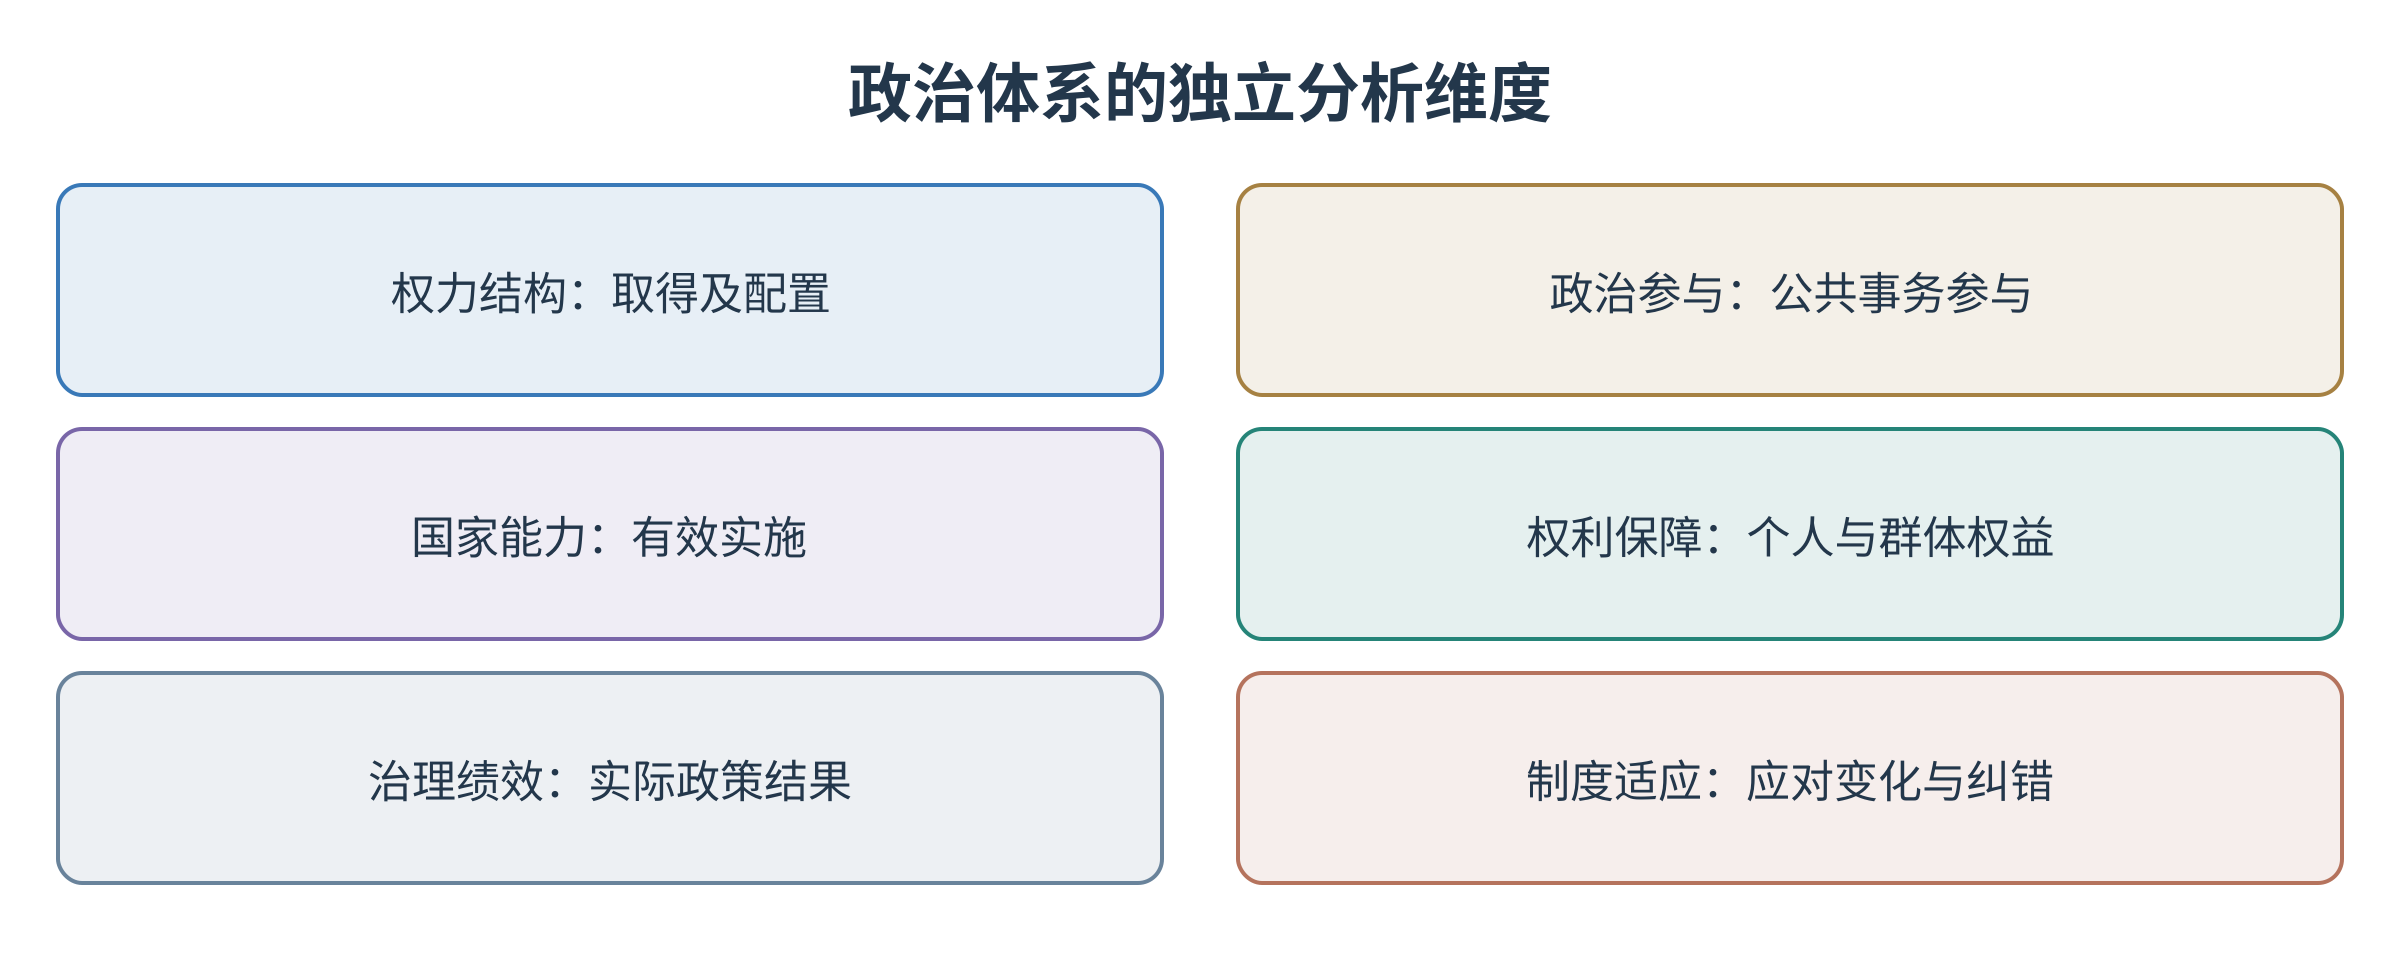 政治体系的独立分析维度
权力结构：取得及配置
政治参与：公共事务参与
国家能力：有效实施
权利保障：个人与群体权益
治理绩效：实际政策结果
制度适应：应对变化与纠错